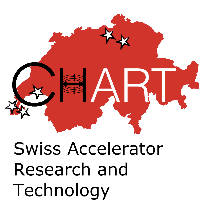 CHART
Swiss Accelerator
Research and
Technology